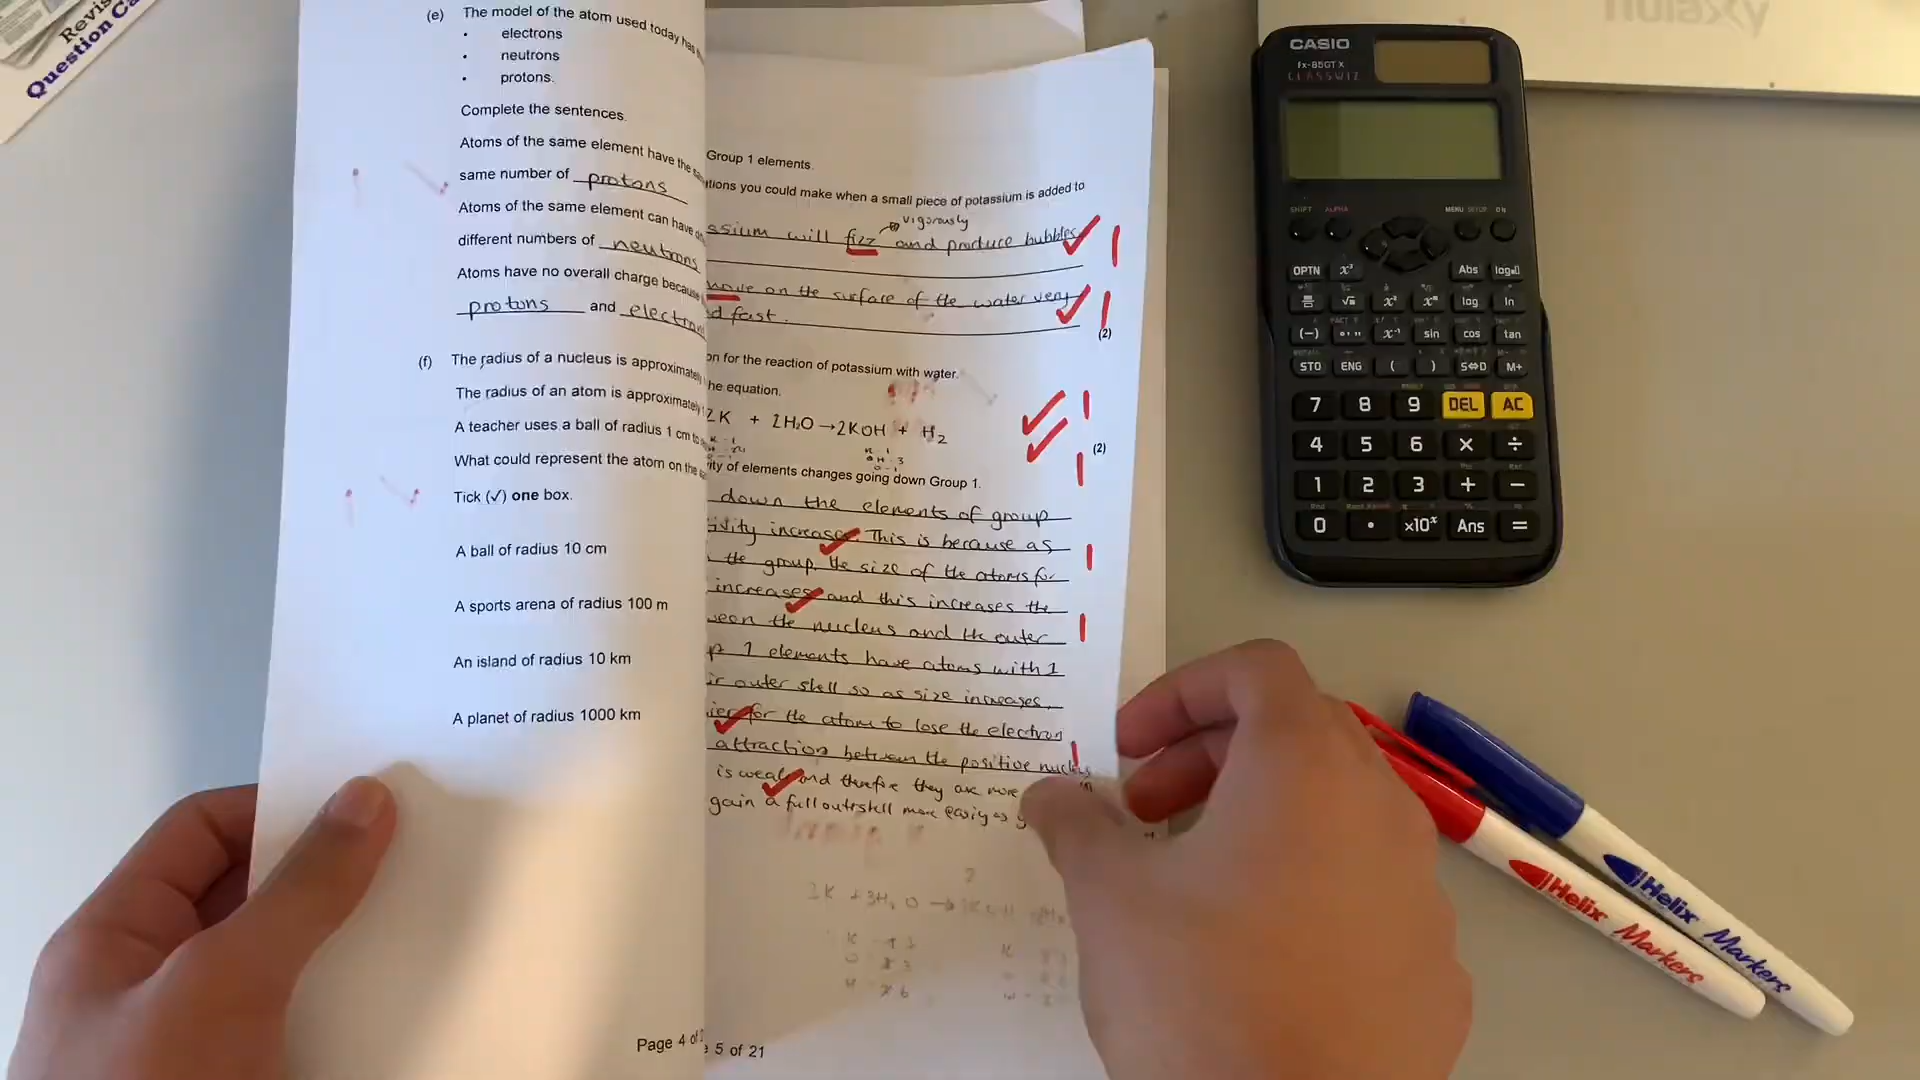 Revis
Question Ca
(e) The model of the atom used today has
• electrons
• neutrons
• protons.
Complete the sentences.
Atoms of the same element have the sa
same number of protons
Atoms of the same element can have
different numbers of neutrons
Atoms have no overall charge because
protons and electron
(f) The radius of a nucleus is approximately
The radius of an atom is approximately
A teacher uses a ball of radius 1 cm to
What could represent the atom on the
Tick (✓) one box.
A ball of radius 10 cm
A sports arena of radius 100 m
An island of radius 10 km
A planet of radius 1000 km
Page 4 of
Group 1 elements.
tions you could make when a small piece of potassium is added to
vigorously
ssium will fizz and produce bubbles
move on the surface of the water very
d fast.
(2)
on for the reaction of potassium with water.
he equation.
2K + 2H₂O → 2KOH + H₂
(2)
ity of elements changes going down Group 1.
down the elements of group
ivity increases. This is because as
the group, the size of the atoms for
increases and this increases the
ween the nucleus and the outer
p 1 elements have atoms with 1
ir outer shell so as size increases,
ier for the atom to lose the electron
attraction between the positive nucleus
is weak and therefore they are more
gain a full outershell more easily as
5 of 21
nulaxy
CASIO
fx-85GT X
CLASSWIZ
SHIFT ALPHA MENU SETUP ON
OPTN Abs
log ln
(−) sin cos tan
STO ENG ( ) S⇔D M+
7 8 9 DEL AC
4 5 6 × ÷
1 2 3 + −
0 • ×10ˣ Ans =
Helix Markers
Helix Markers